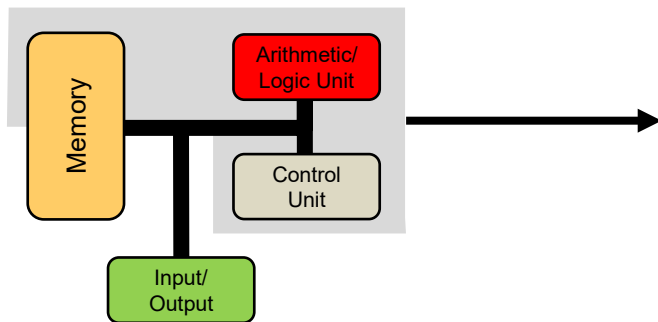 Memory
Arithmetic/
Logic Unit
Control
Unit
Input/
Output